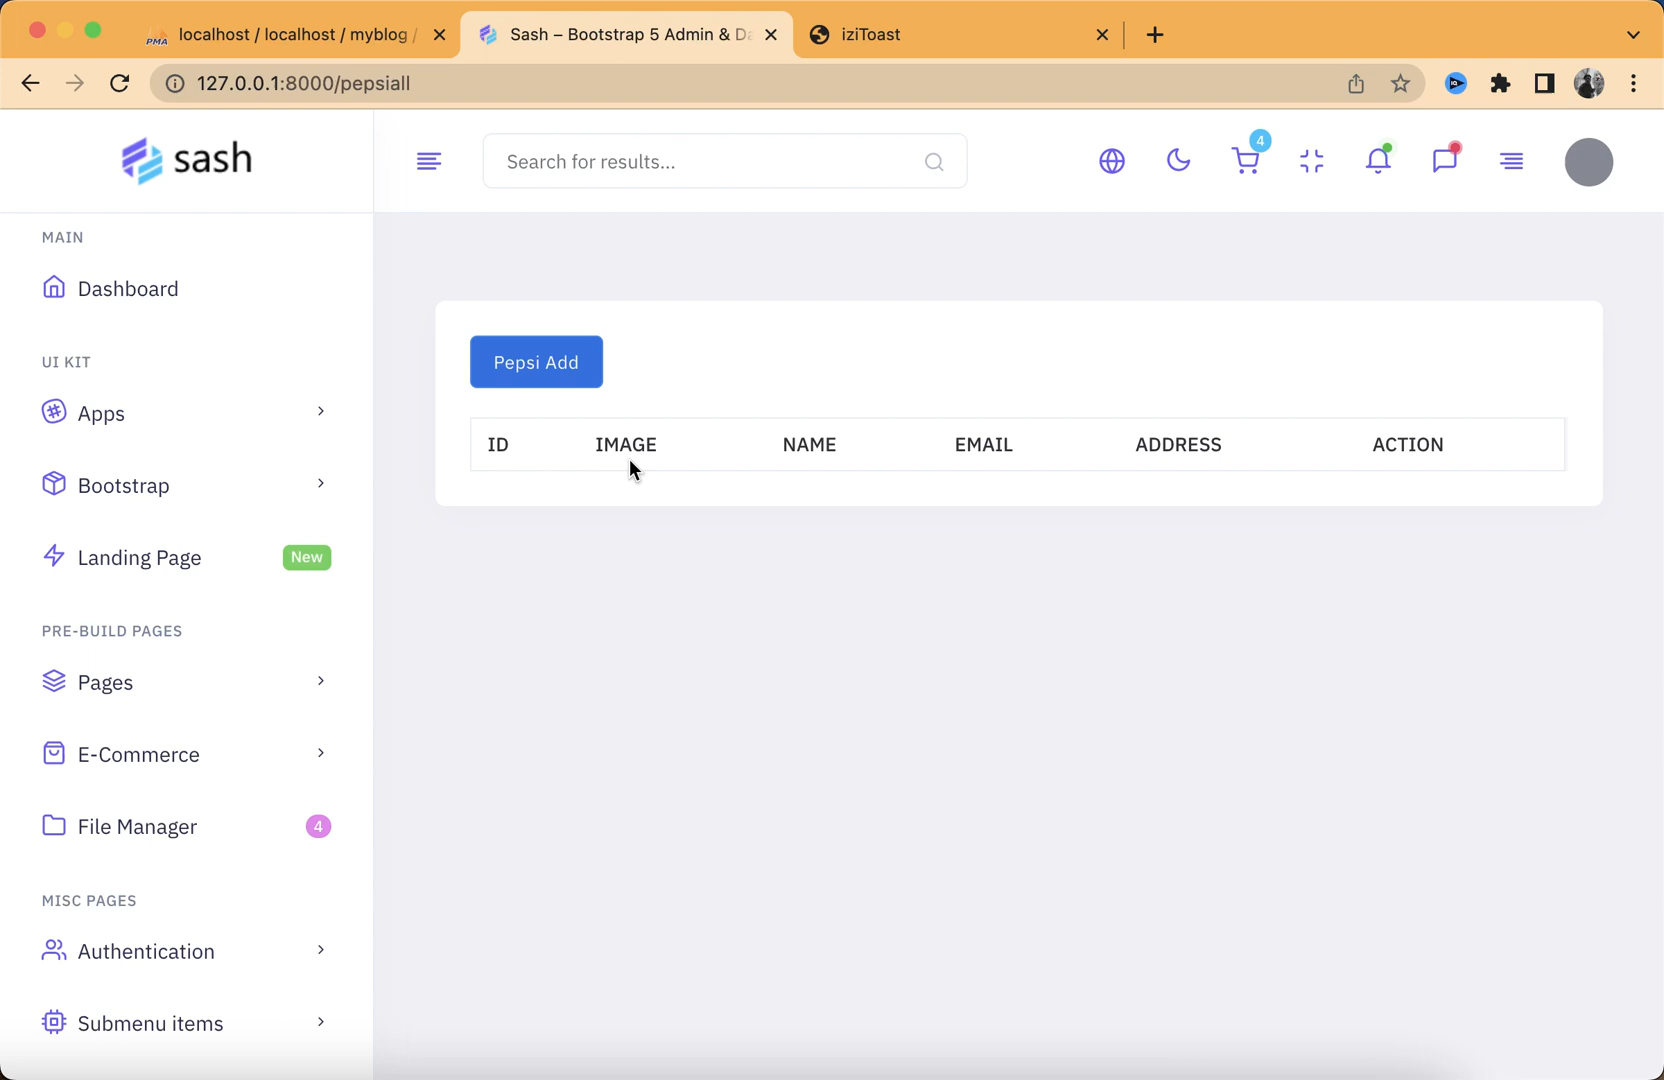 PMA localhost / localhost / myblog /
Sash – Bootstrap 5 Admin & Da
iziToast
127.0.0.1:8000/pepsiall
sash
Search for results...
4
MAIN
Dashboard
UI KIT
Apps
Bootstrap
Landing Page New
PRE-BUILD PAGES
Pages
E-Commerce
File Manager 4
MISC PAGES
Authentication
Submenu items
Pepsi Add
ID IMAGE NAME EMAIL ADDRESS ACTION